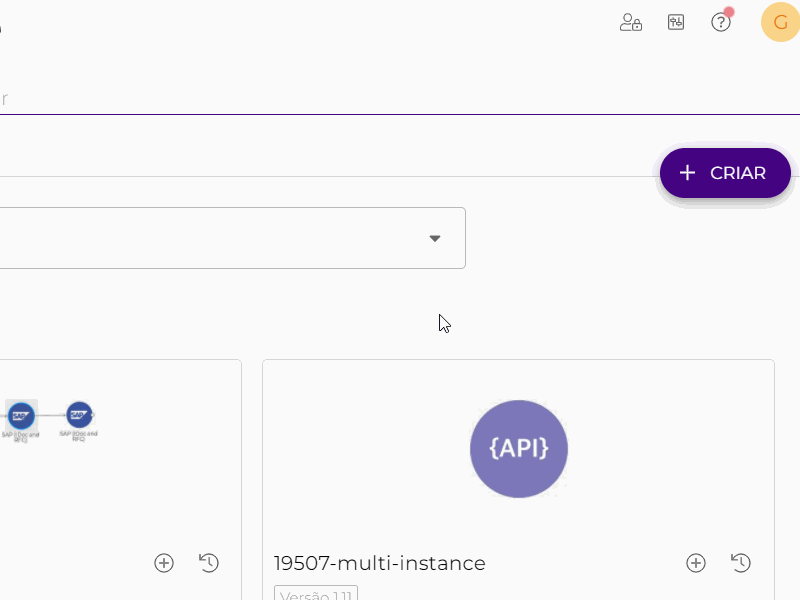 G
r
+ CRIAR
SAP
SAP
SAP IDoc and
RFC
SAP IDoc and
RFC
{API}
19507-multi-instance
Versão 1.11